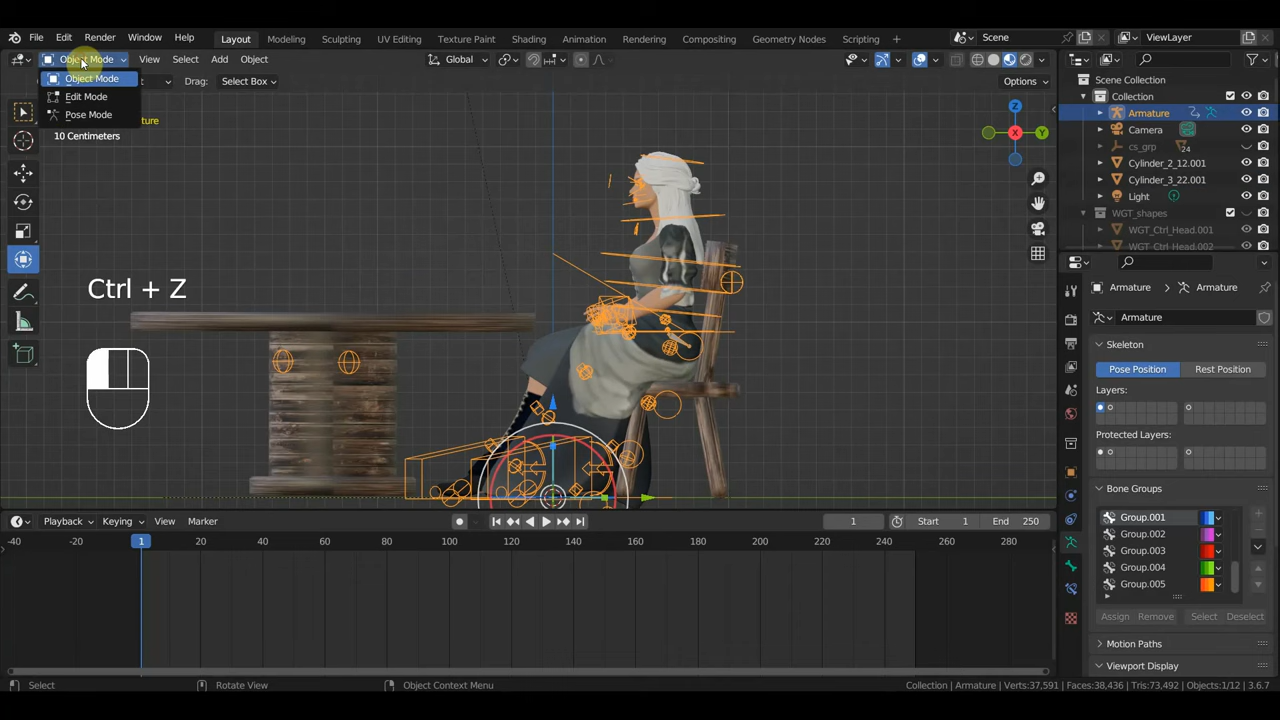 File Edit Render Window Help Layout Modeling Sculpting UV Editing Texture Paint Shading Animation Rendering Compositing Geometry Nodes Scripting Scene ViewLayer
Object Mode View Select Add Object Global
Drag: Select Box Options
Object Mode
Edit Mode
Pose Mode
10 Centimeters
Ctrl + Z
Scene Collection
Collection
Armature
Camera
cs_grp 24
Cylinder_2_12.001
Cylinder_3_22.001
Light
WGT_shapes
WGT_Ctrl_Head.001
WGT_Ctrl_Head.002
Armature Armature
Armature
Skeleton
Pose Position Rest Position
Layers:
Protected Layers:
Bone Groups
Group.001
Group.002
Group.003
Group.004
Group.005
Assign Remove Select Deselect
Motion Paths
Viewport Display
Playback Keying View Marker 1 Start 1 End 250
-40 -20 1 20 40 60 80 100 120 140 160 180 200 220 240 260 280
Select Rotate View Object Context Menu Collection | Armature | Verts:37,591 | Faces:38,436 | Tris:73,492 | Objects:1/12 | 3.6.7